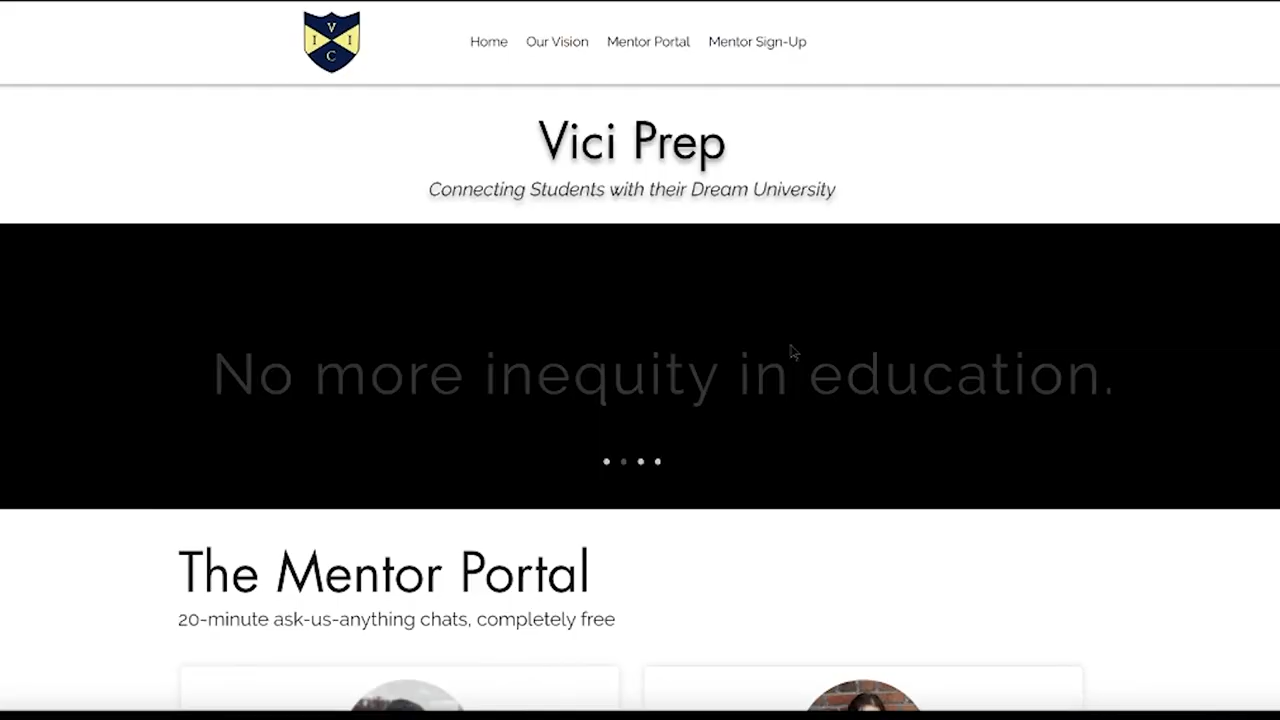 V
I I
C
Home Our Vision Mentor Portal Mentor Sign-Up
Vici Prep
Connecting Students with their Dream University
No more inequity in education.
The Mentor Portal
20-minute ask-us-anything chats, completely free